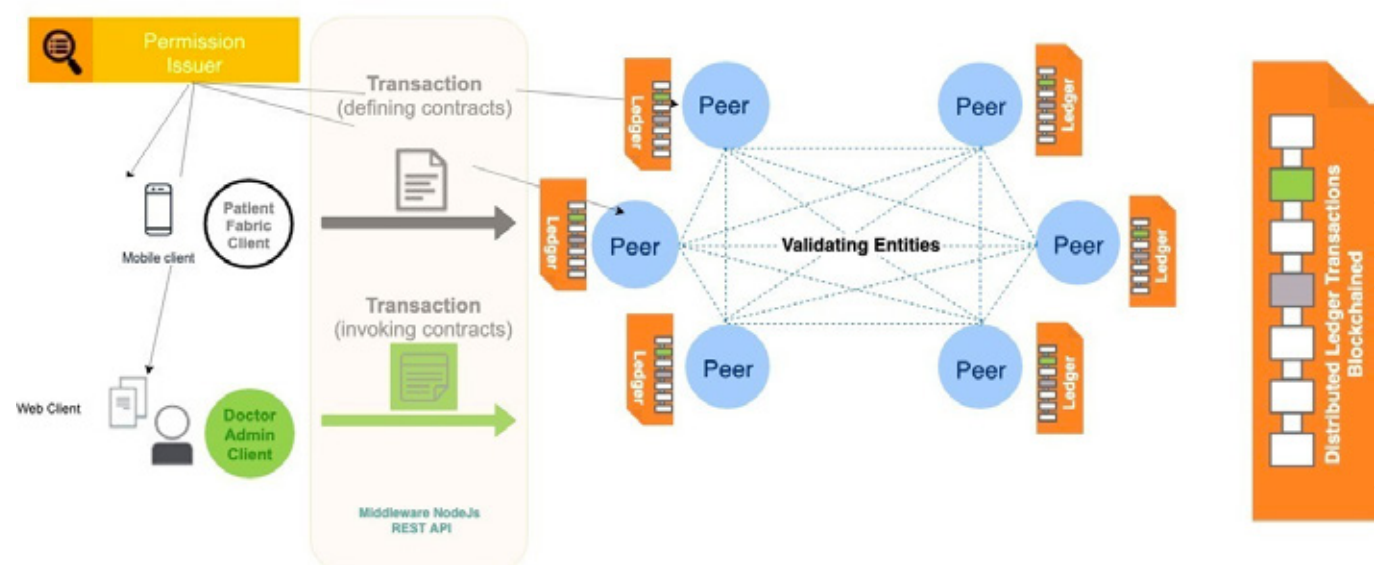 Permission
Issuer
Transaction
(defining contracts)
Patient
Fabric
Client
Mobile client
Transaction
(invoking contracts)
Web Client
Doctor
Admin
Client
Middleware NodeJs
REST API
Ledger
Peer
Peer
Ledger
Ledger
Peer
Validating Entities
Peer
Ledger
Ledger
Peer
Peer
Ledger
Distributed Ledger Transactions
Blockchained